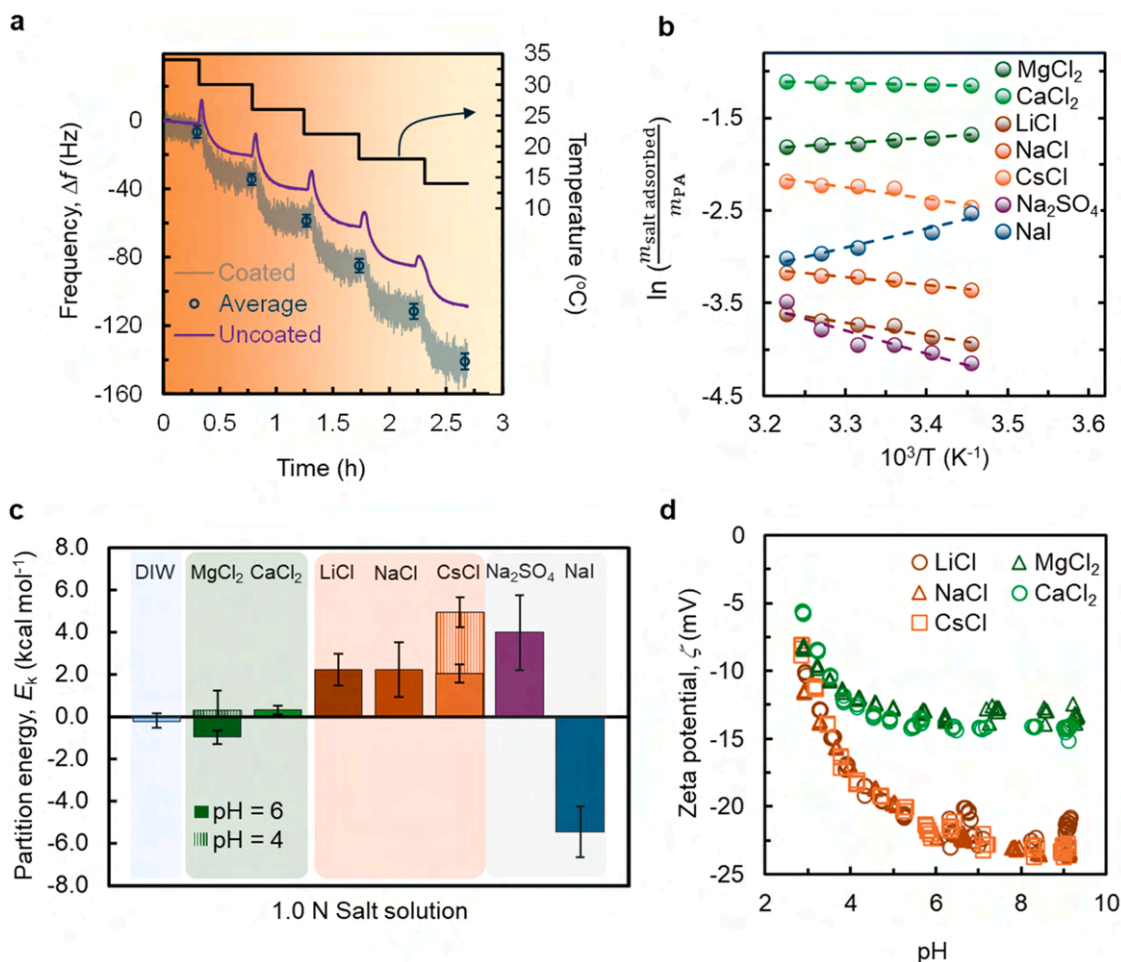 a
Frequency, Δf (Hz)
0
-40
-80
-120
-160
35
30
25
20
15
10
Temperature (ºC)
Coated
Average
Uncoated
0 0.5 1 1.5 2 2.5 3
Time (h)
b
ln (m_salt adsorbed / m_PA)
-1.5
-2.5
-3.5
-4.5
MgCl₂
CaCl₂
LiCl
NaCl
CsCl
Na₂SO₄
NaI
3.2 3.3 3.4 3.5 3.6
10³/T (K⁻¹)
c
Partition energy, Eₖ (kcal mol⁻¹)
8.0
6.0
4.0
2.0
0.0
-2.0
-4.0
-6.0
-8.0
DIW MgCl₂ CaCl₂ LiCl NaCl CsCl Na₂SO₄ NaI
pH = 6
pH = 4
1.0 N Salt solution
d
Zeta potential, ζ (mV)
0
-5
-10
-15
-20
-25
LiCl MgCl₂
NaCl CaCl₂
CsCl
2 4 6 8 10
pH